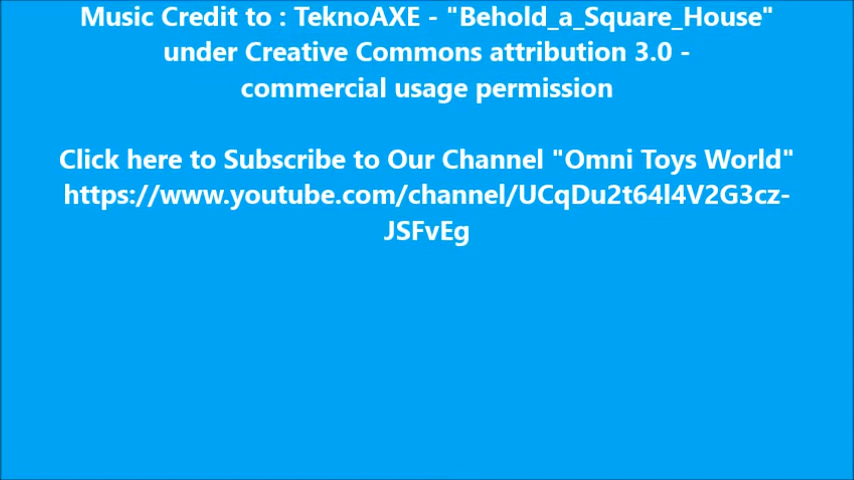 Music Credit to : TeknoAXE - "Behold_a_Square_House"
under Creative Commons attribution 3.0 -
commercial usage permission
Click here to Subscribe to Our Channel "Omni Toys World"
https://www.youtube.com/channel/UCqDu2t64l4V2G3cz-
JSFvEg